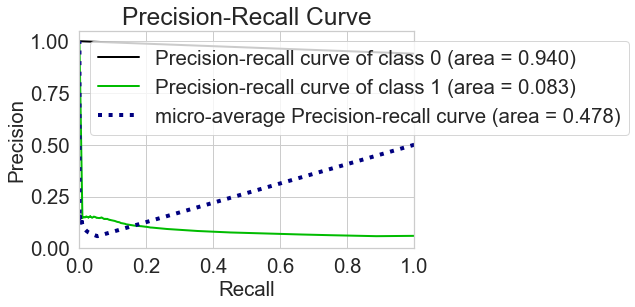 Precision-Recall Curve
1.00
Precision-recall curve of class 0 (area = 0.940)
Precision-recall curve of class 1 (area = 0.083)
micro-average Precision-recall curve (area = 0.478)
0.75
0.50
0.25
0.00
Precision
0.0 0.2 0.4 0.6 0.8 1.0
Recall